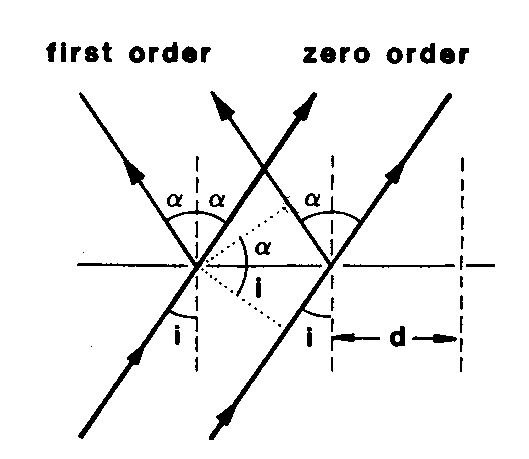 first order zero order
α α α
α
i
i i d